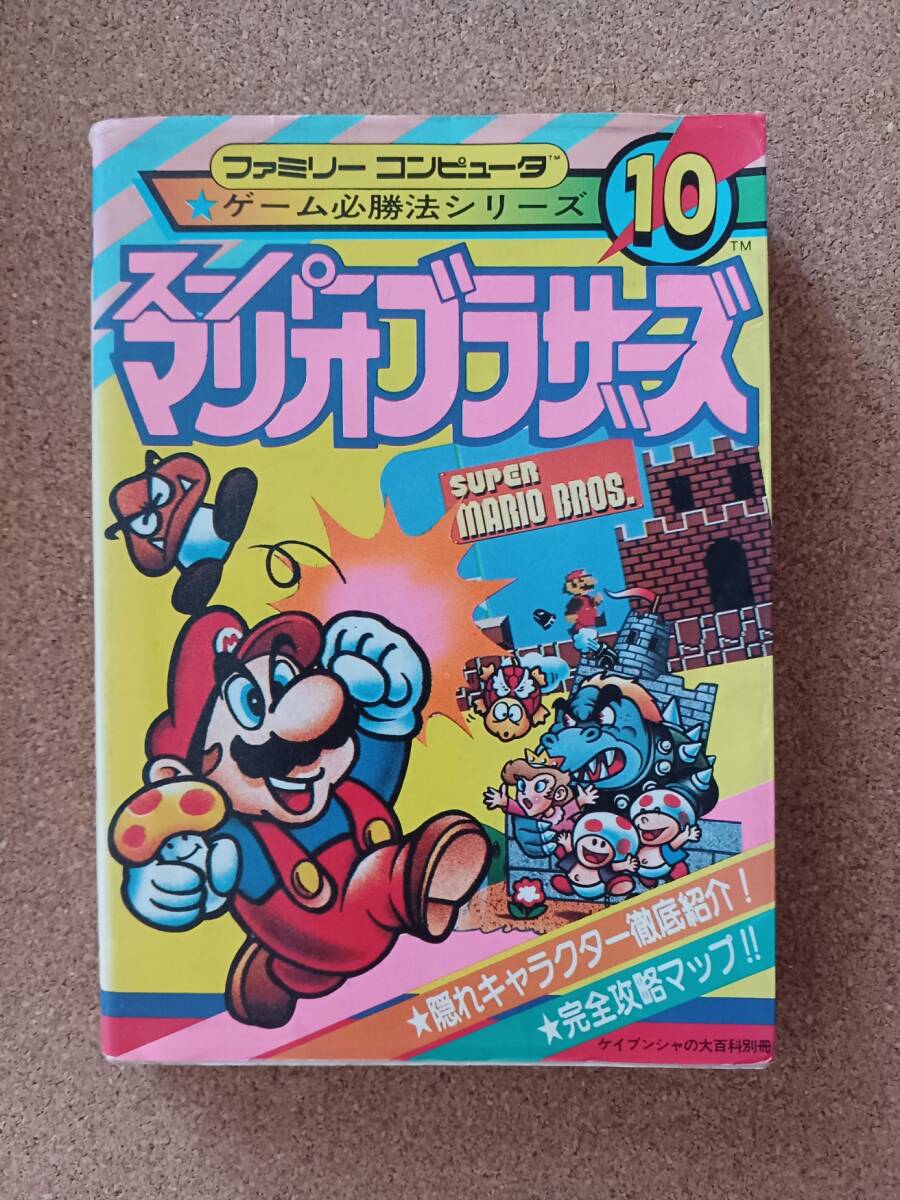 ファミリーコンピュータ™
★ゲーム必勝法シリーズ
10
スーパー
マリオブラザーズ™
SUPER
MARIO BROS.
M
★隠れキャラクター徹底紹介!
★完全攻略マップ!!
ケイブンシャの大百科別冊